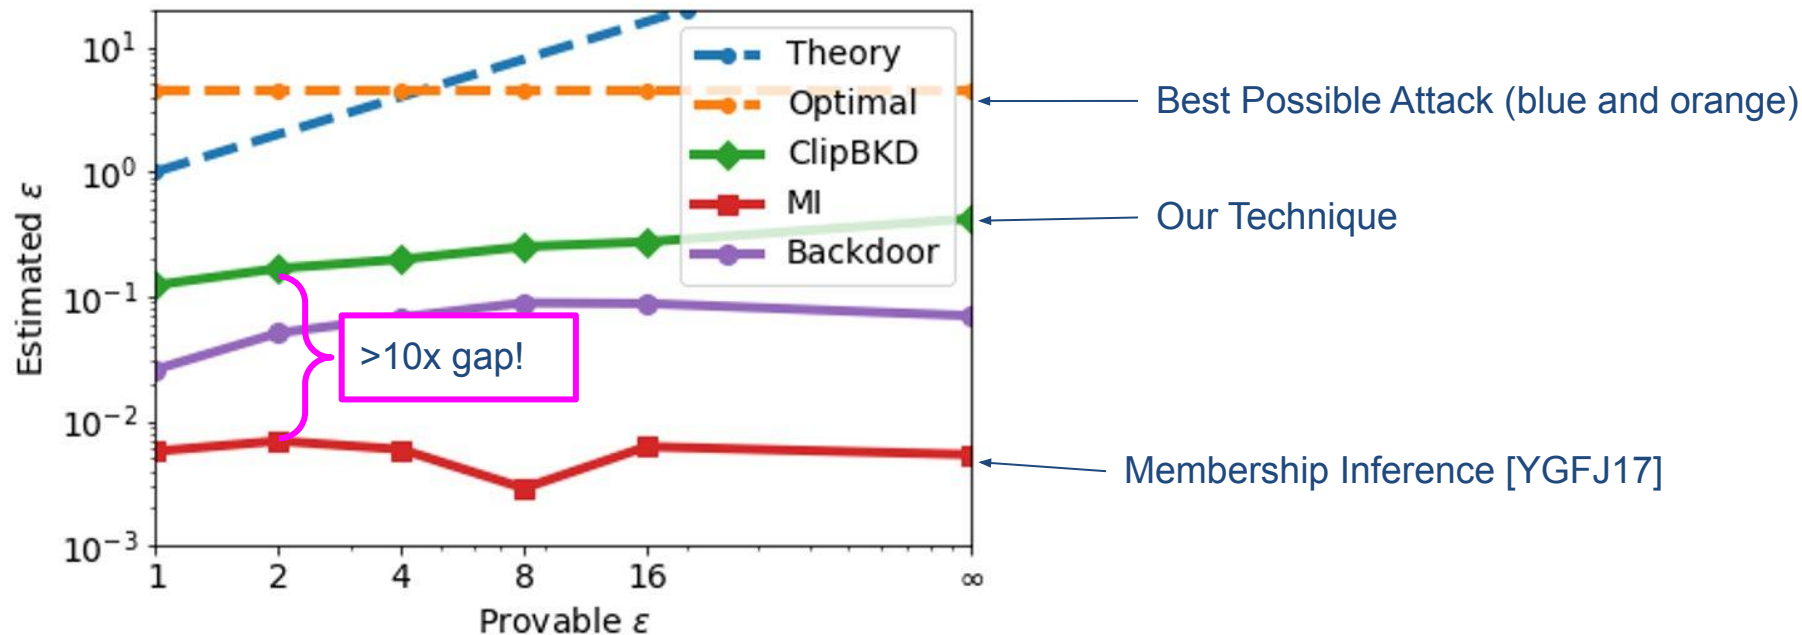 10¹
10⁰
10⁻¹
10⁻²
10⁻³
Estimated ε
1 2 4 8 16 ∞
Provable ε
Theory
Optimal
ClipBKD
MI
Backdoor
>10x gap!
Best Possible Attack (blue and orange)
Our Technique
Membership Inference [YGFJ17]